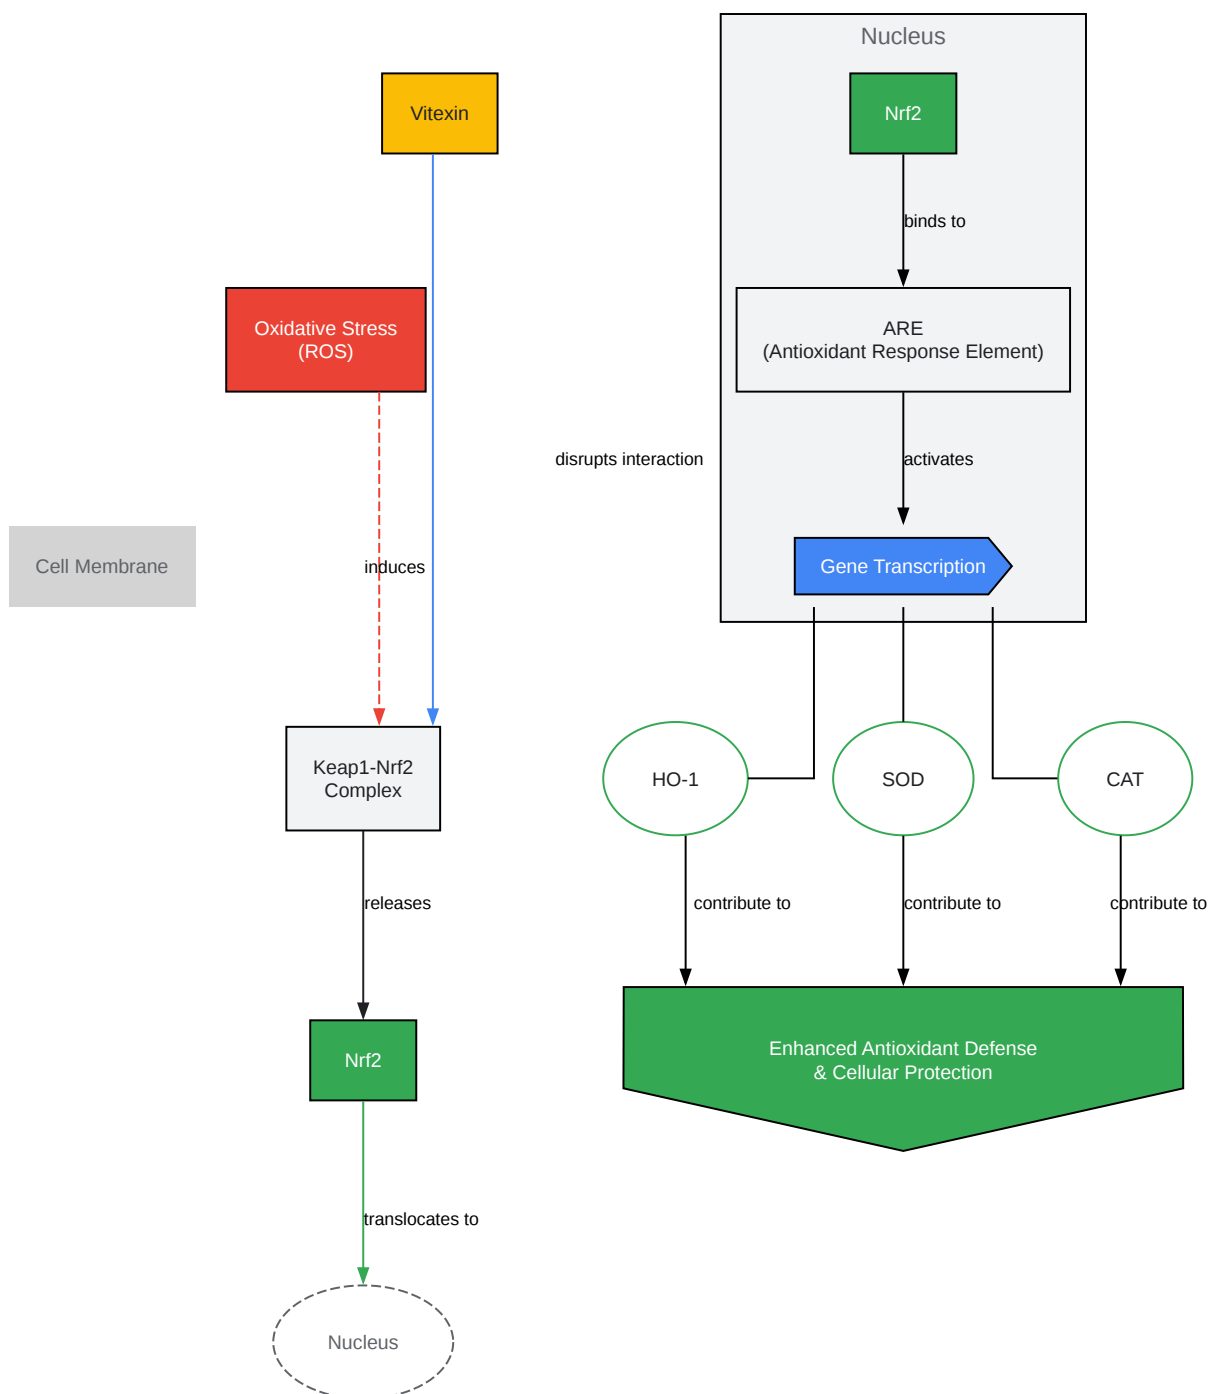 Nucleus
Vitexin
Nrf2
binds to
Oxidative Stress
(ROS)
ARE
(Antioxidant Response Element)
disrupts interaction
activates
Cell Membrane
induces
Gene Transcription
Keap1-Nrf2
Complex
HO-1
SOD
CAT
releases
contribute to
contribute to
contribute to
Nrf2
Enhanced Antioxidant Defense
& Cellular Protection
translocates to
Nucleus